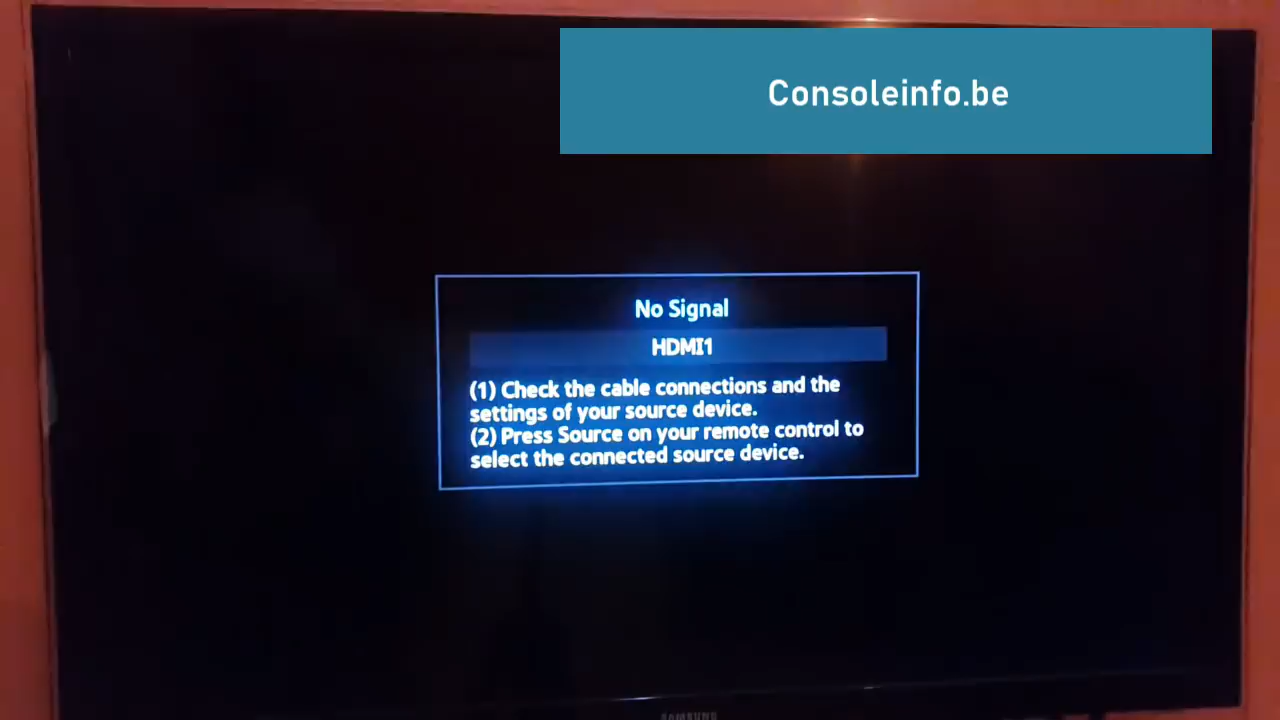 Consoleinfo.be
No Signal
HDMI1
(1) Check the cable connections and the
settings of your source device.
(2) Press Source on your remote control to
select the connected source device.
SAMSUNG